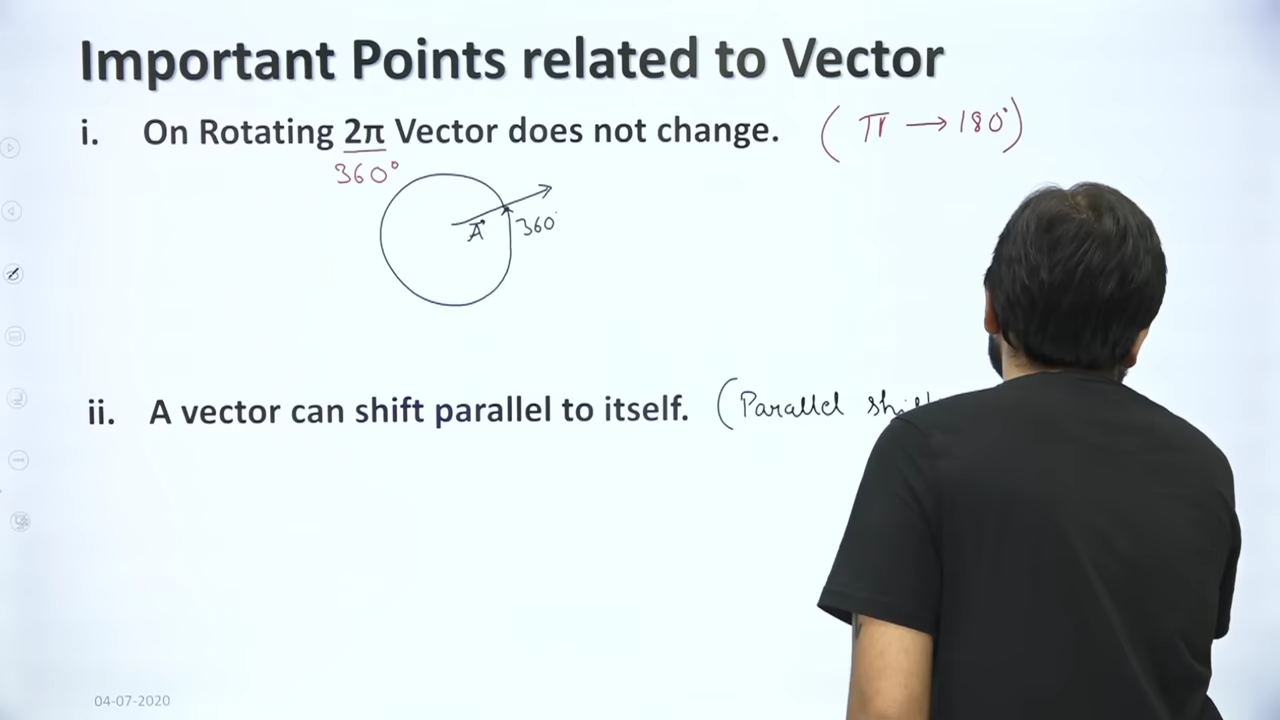 Important Points related to Vector
i. On Rotating 2π Vector does not change. (π → 180°)
360°
A⃗ 360°
ii. A vector can shift parallel to itself. (Parallel shift
04-07-2020